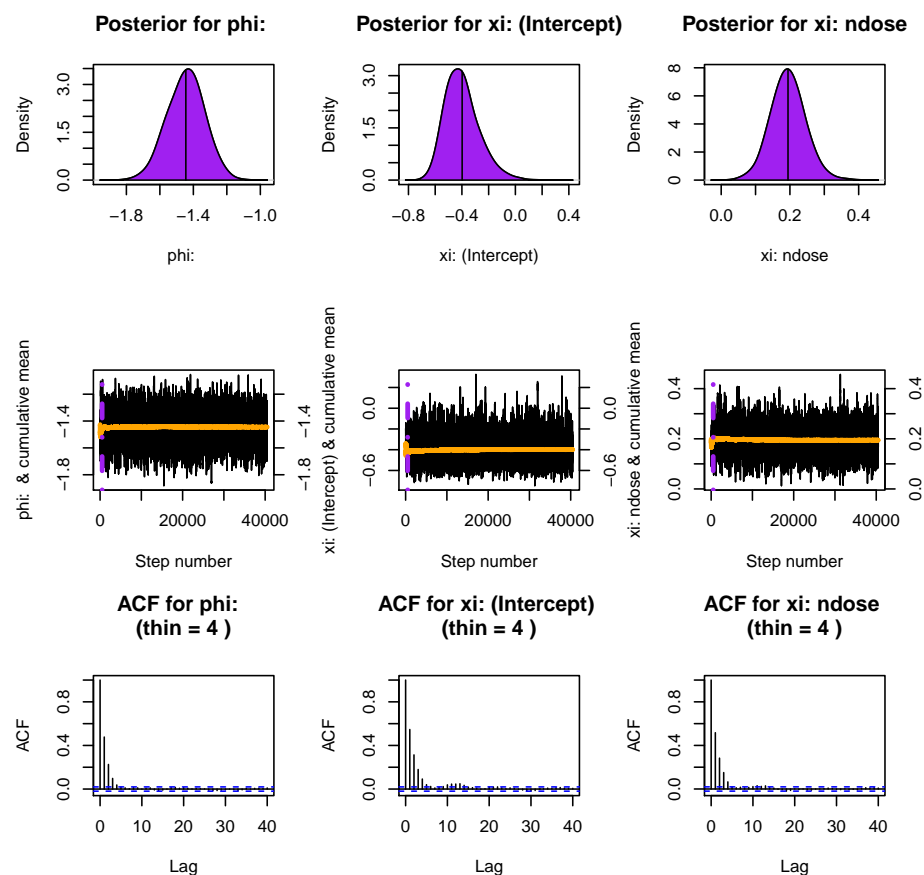 Posterior for phi:
Density
0.0 1.5 3.0
−1.8 −1.4 −1.0
phi:
Posterior for xi: (Intercept)
Density
0.0 1.5 3.0
−0.8 −0.4 0.0 0.4
xi: (Intercept)
Posterior for xi: ndose
Density
0 2 4 6 8
0.0 0.2 0.4
xi: ndose
phi: & cumulative mean
−1.8 −1.4
−1.8 −1.4
0 20000 40000
Step number
xi: (Intercept) & cumulative mean
−0.6 0.0
−0.6 0.0
0 20000 40000
Step number
xi: ndose & cumulative mean
0.0 0.2 0.4
0.0 0.2 0.4
0 20000 40000
Step number
ACF for phi:
(thin = 4 )
ACF
0.0 0.4 0.8
0 10 20 30 40
Lag
ACF for xi: (Intercept)
(thin = 4 )
ACF
0.0 0.4 0.8
0 10 20 30 40
Lag
ACF for xi: ndose
(thin = 4 )
ACF
0.0 0.4 0.8
0 10 20 30 40
Lag